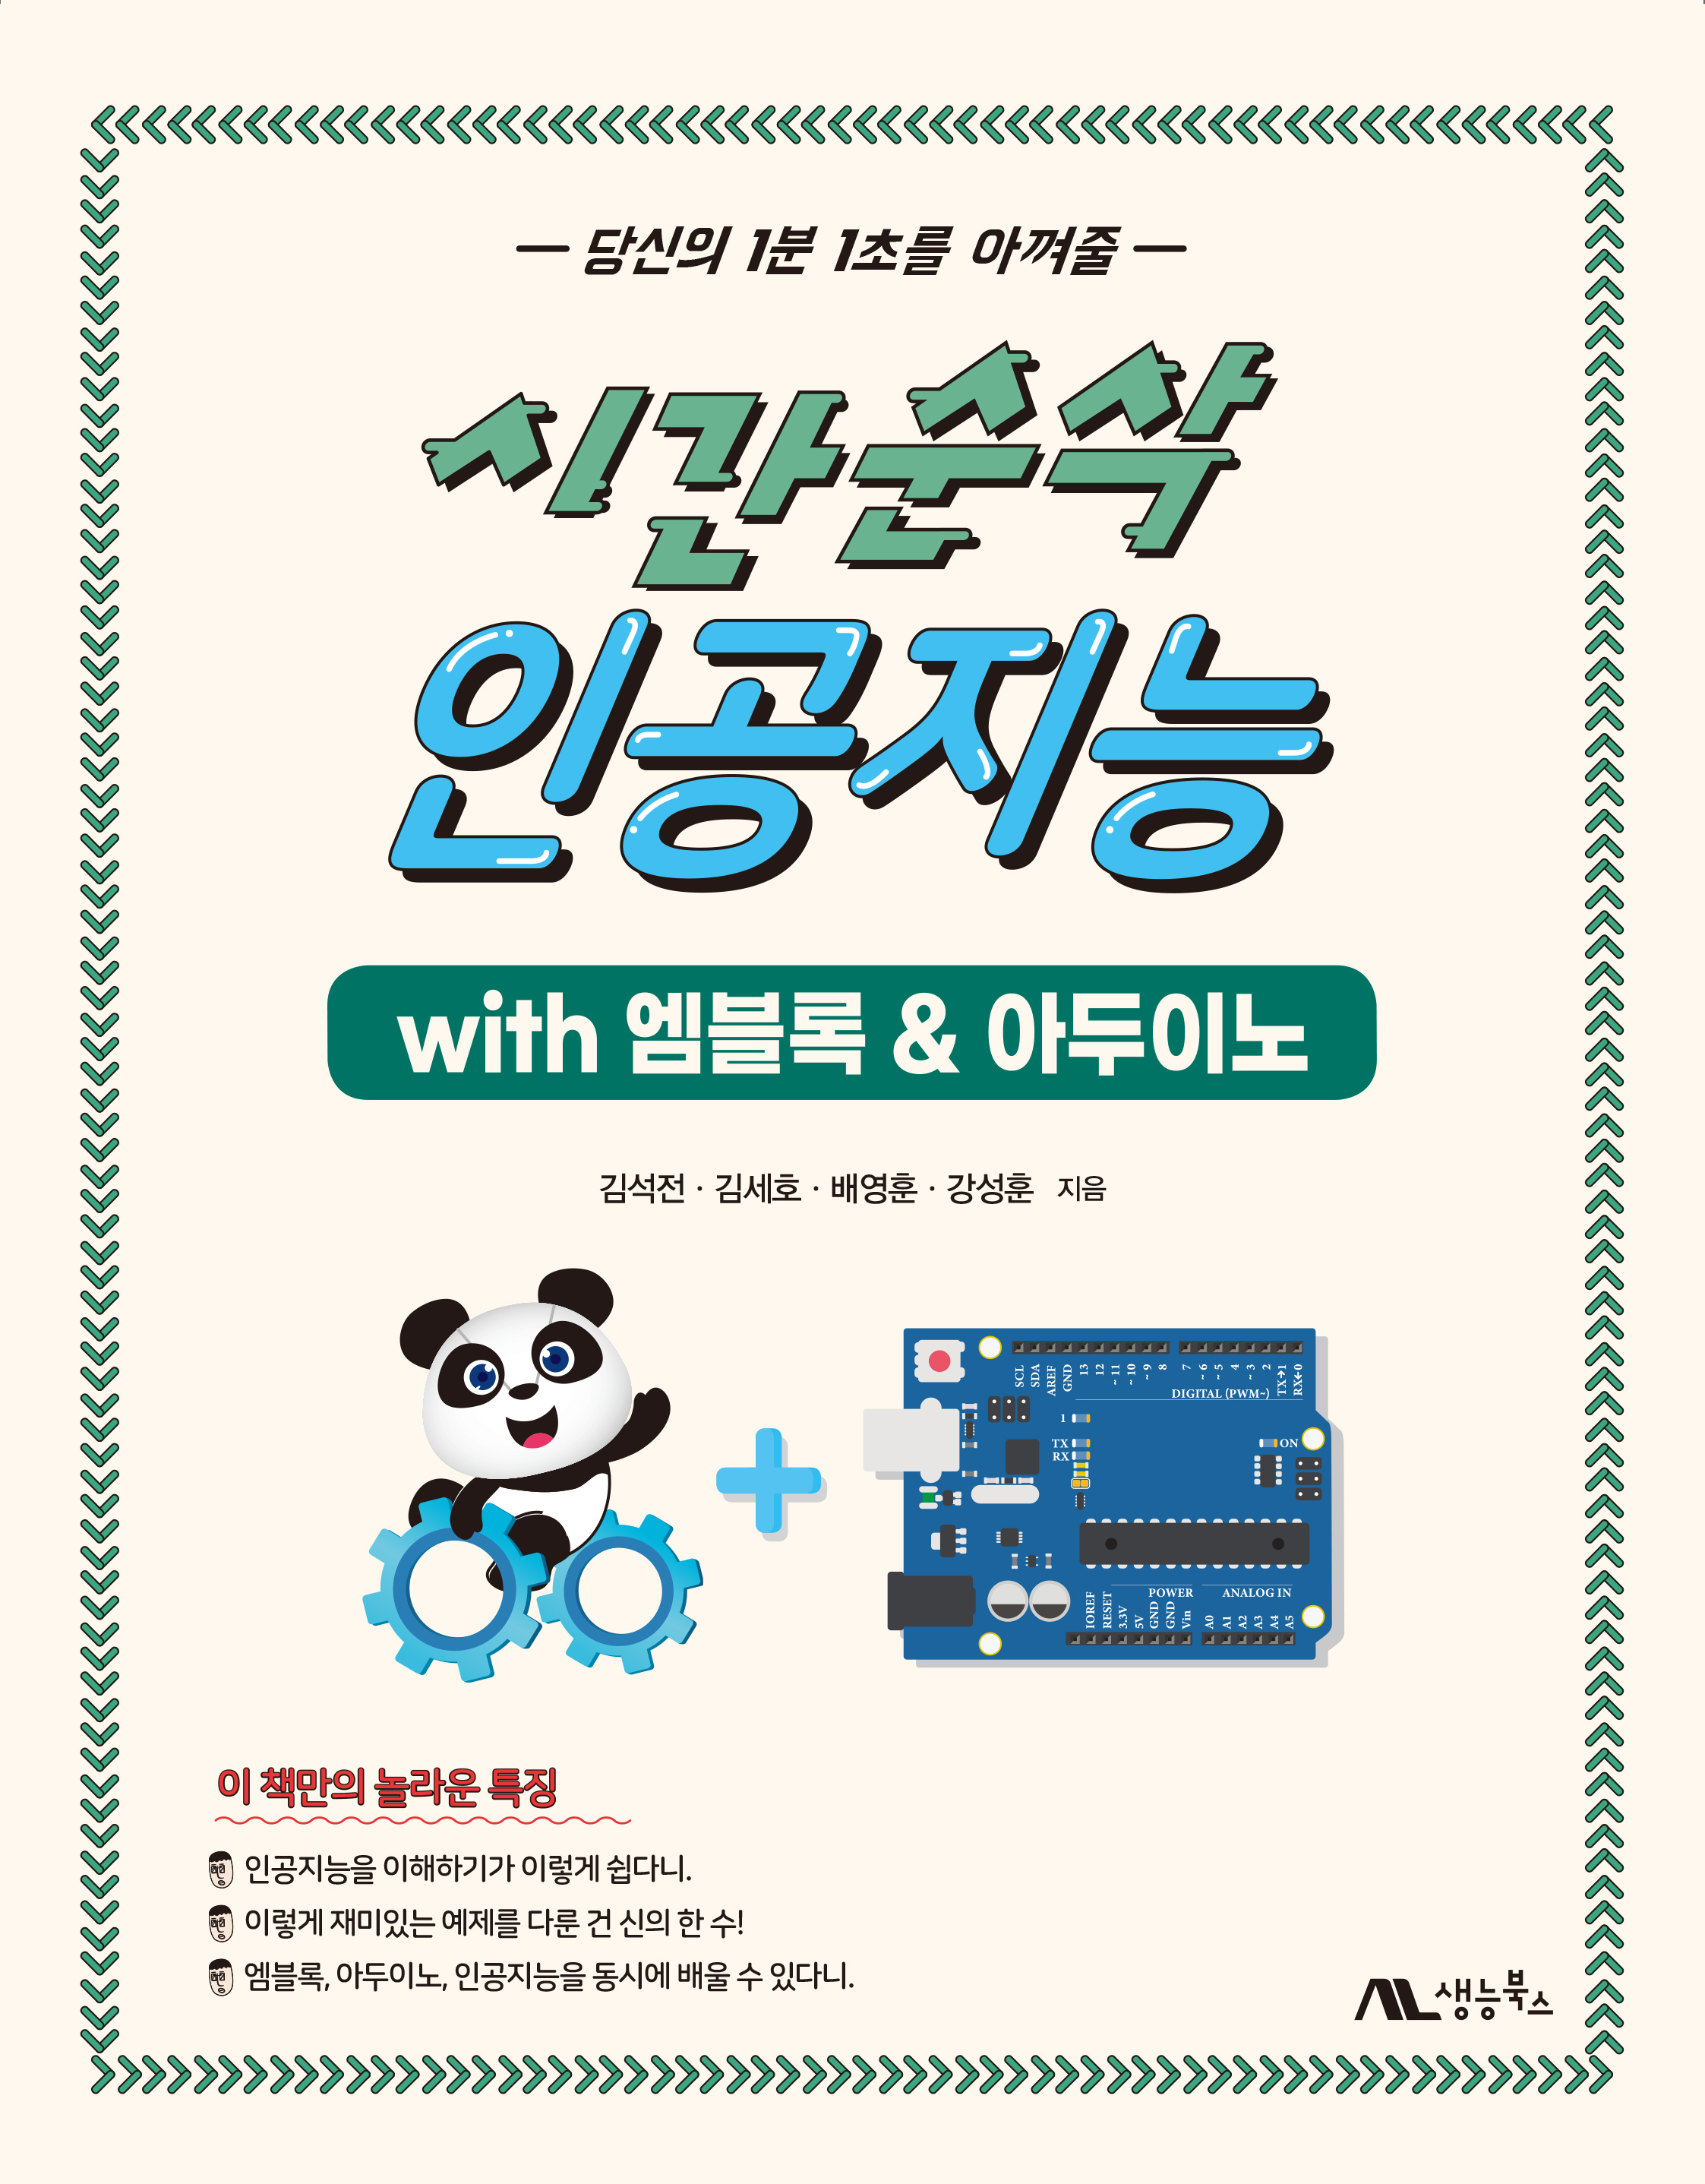 당신의 1분 1초를 아껴줄
시간순삭
인공지능
with 엠블록 & 아두이노
김석전 · 김세호 · 배영훈 · 강성훈 지음
SCL SDA AREF GND 13 12 ~11 ~10 ~9 8 7 ~6 ~5 4 ~3 2 TX→1 RX←0
DIGITAL (PWM~)
1
TX
RX
ON
POWER ANALOG IN
IOREF RESET 3.3V 5V GND GND Vin A0 A1 A2 A3 A4 A5
이 책만의 놀라운 특징
인공지능을 이해하기가 이렇게 쉽다니.
이렇게 재미있는 예제를 다룬 건 신의 한 수!
엠블록, 아두이노, 인공지능을 동시에 배울 수 있다니.
생능북스